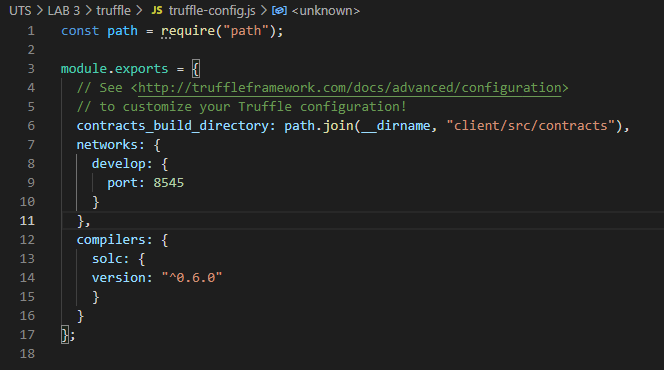 UTS > LAB 3 > truffle > JS truffle-config.js > <unknown>
1 const path = require("path");
2
3 module.exports = {
4 // See <http://truffleframework.com/docs/advanced/configuration>
5 // to customize your Truffle configuration!
6 contracts_build_directory: path.join(__dirname, "client/src/contracts"),
7 networks: {
8 develop: {
9 port: 8545
10 }
11 },
12 compilers: {
13 solc: {
14 version: "^0.6.0"
15 }
16 }
17 };
18